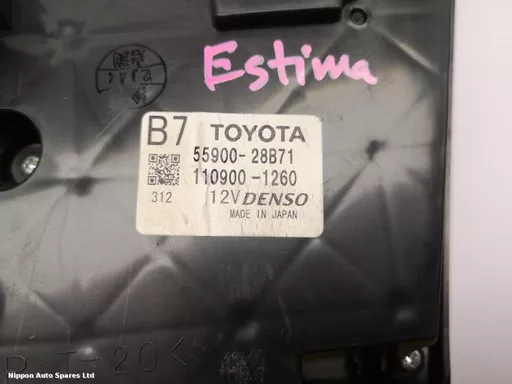 Estima
B7 TOYOTA
55900-28B71
110900-1260
312 12V DENSO
MADE IN JAPAN
Nippon Auto Spares Ltd